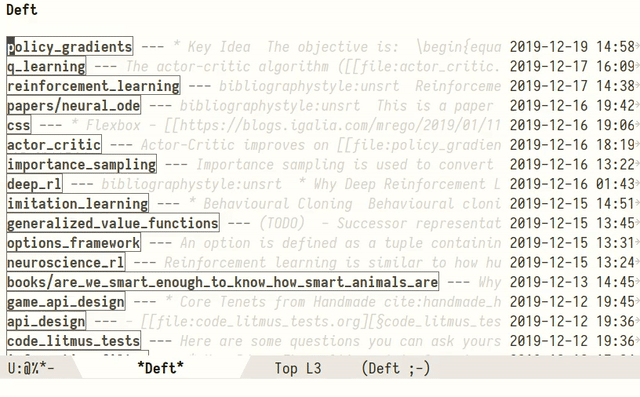 Deft
policy_gradients --- * Key Idea The objective is: \begin{equa 2019-12-19 14:58
q_learning --- The actor-critic algorithm ([[file:actor_critic. 2019-12-17 16:09
reinforcement_learning --- bibliographystyle:unsrt Reinforceme 2019-12-17 14:38
papers/neural_ode --- bibliographystyle:unsrt This is a paper 2019-12-16 19:42
css --- * Flexbox - [[https://blogs.igalia.com/mrego/2019/01/11 2019-12-16 19:06
actor_critic --- Actor-Critic improves on [[file:policy_gradien 2019-12-16 18:19
importance_sampling --- Importance sampling is used to convert 2019-12-16 13:22
deep_rl --- bibliographystyle:unsrt * Why Deep Reinforcement L 2019-12-16 01:43
imitation_learning --- * Behavioural Cloning Behavioural cloni 2019-12-15 14:51
generalized_value_functions --- (TODO) - Successor representat 2019-12-15 13:45
options_framework --- An option is defined as a tuple containin 2019-12-15 13:31
neuroscience_rl --- Reinforcement learning is similar to how hu 2019-12-15 13:24
books/are_we_smart_enough_to_know_how_smart_animals_are --- Why 2019-12-13 14:45
game_api_design --- * Core Tenets from Handmade cite:handmade_h 2019-12-12 19:45
api_design --- - [[file:code_litmus_tests.org][§code_litmus_tes 2019-12-12 19:36
code_litmus_tests --- Here are some questions you can ask yours 2019-12-12 19:36
U:@%*- *Deft* Top L3 (Deft ;-)